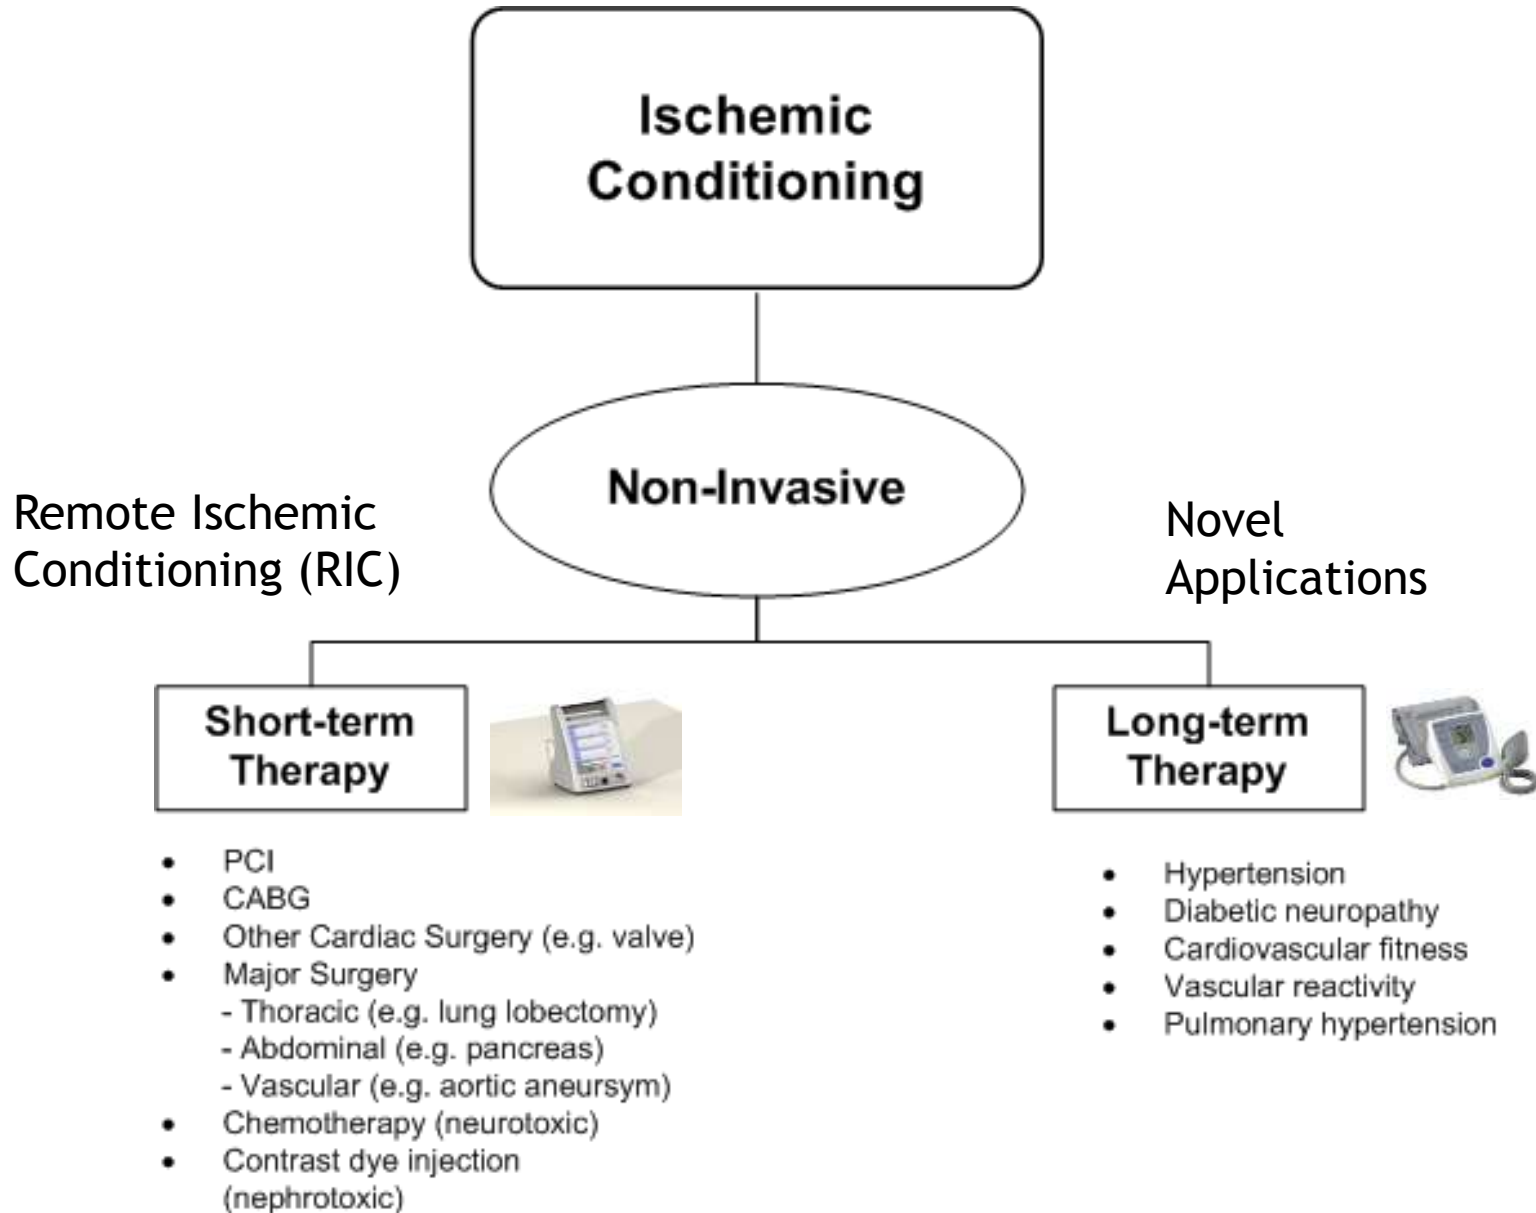 Ischemic
Conditioning
Non-Invasive
Remote Ischemic
Conditioning (RIC)
Novel
Applications
Short-term
Therapy
PCI
CABG
Other Cardiac Surgery (e.g. valve)
Major Surgery
- Thoracic (e.g. lung lobectomy)
- Abdominal (e.g. pancreas)
- Vascular (e.g. aortic aneursym)
Chemotherapy (neurotoxic)
Contrast dye injection
(nephrotoxic)
Long-term
Therapy
Hypertension
Diabetic neuropathy
Cardiovascular fitness
Vascular reactivity
Pulmonary hypertension